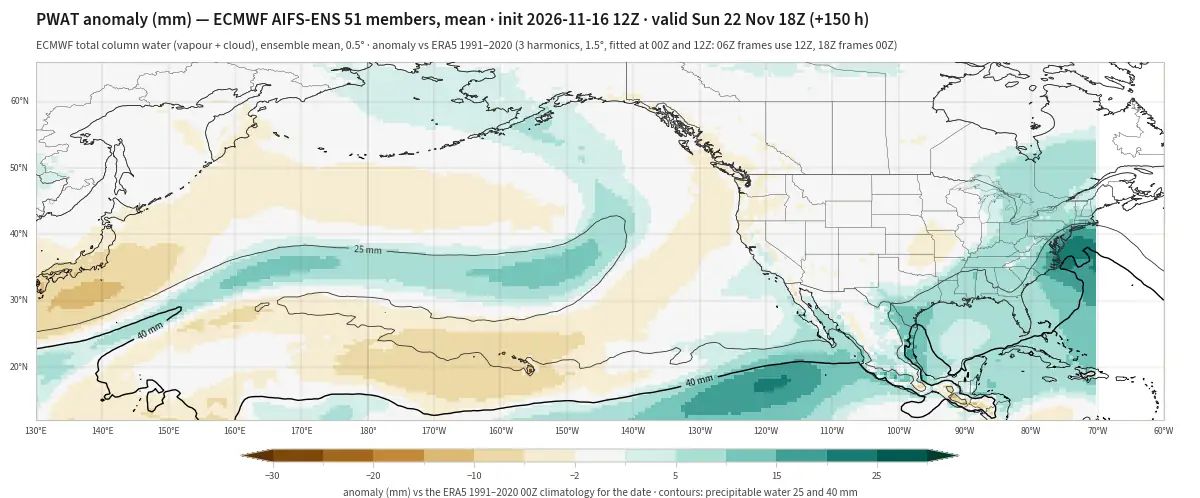 PWAT anomaly (mm) — ECMWF AIFS-ENS 51 members, mean · init 2026-11-16 12Z · valid Sun 22 Nov 18Z (+150 h)
ECMWF total column water (vapour + cloud), ensemble mean, 0.5° · anomaly vs ERA5 1991–2020 (3 harmonics, 1.5°, fitted at 00Z and 12Z: 06Z frames use 12Z, 18Z frames 00Z)
60°N
50°N
40°N
25 mm
30°N
40 mm
20°N
40 mm
130°E 140°E 150°E 160°E 170°E 180° 170°W 160°W 150°W 140°W 130°W 120°W 110°W 100°W 90°W 80°W 70°W 60°W
−30 −20 −10 −2 5 15 25
anomaly (mm) vs the ERA5 1991–2020 00Z climatology for the date · contours: precipitable water 25 and 40 mm